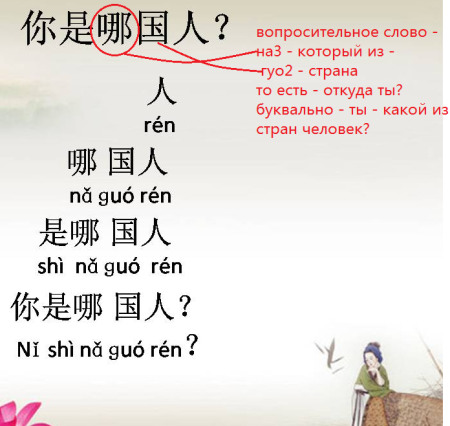 你是哪国人？
вопросительное слово -
на3 - который из -
гуо2 - страна
то есть - откуда ты?
буквально - ты - какой из
стран человек?
人
rén
哪 国人
nǎ guó rén
是哪 国人
shì nǎ guó rén
你是哪 国人？
Nǐ shì nǎ guó rén？